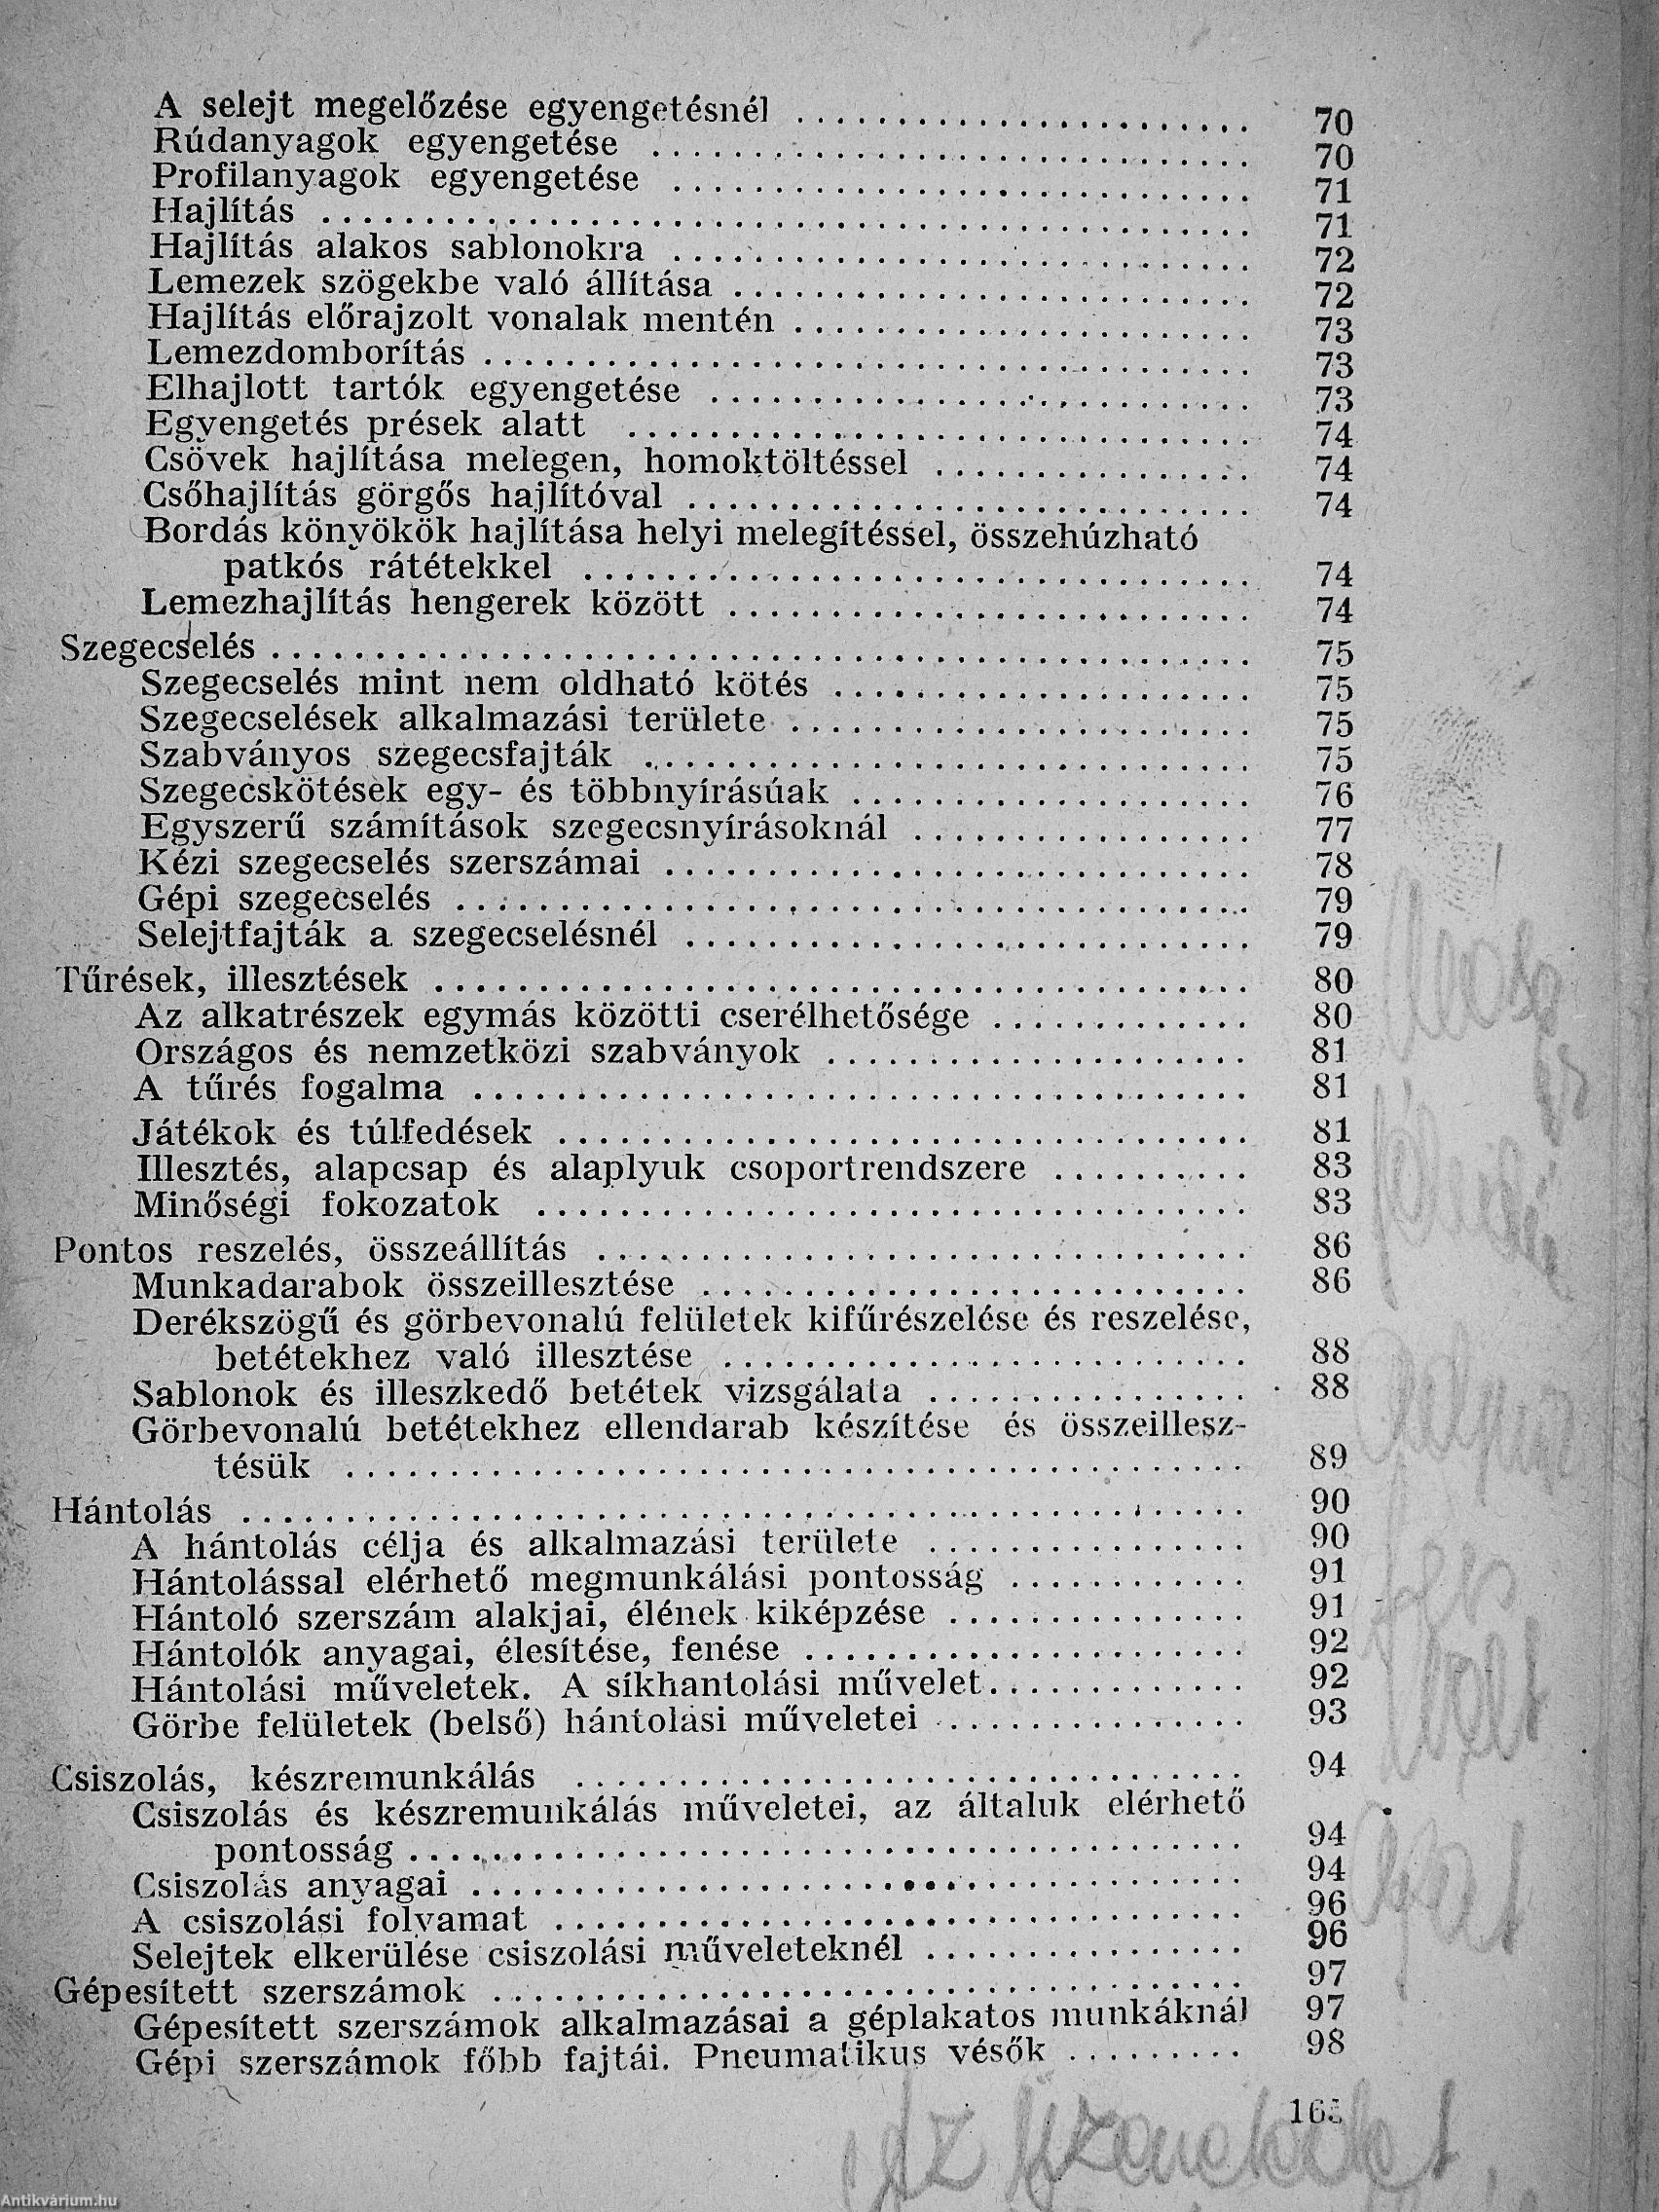 A selejt megelőzése egyengetésnél ...................... 70
Rúdanyagok egyengetése ............................. 70
Profilanyagok egyengetése ............................ 71
Hajlítás ............................................. 71
Hajlítás alakos sablonokra ............................ 72
Lemezek szögekbe való állítása ......................... 72
Hajlítás előrajzolt vonalak mentén ...................... 73
Lemezdomborítás ..................................... 73
Elhajlott tartók egyengetése .......................... 73
Egyengetés prések alatt .............................. 74
Csövek hajlítása melegen, homoktöltéssel ............... 74
Csőhajlítás görgős hajlítóval ........................... 74
Bordás könyökök hajlítása helyi melegítéssel, összehúzható
patkós rátétekkel ................................ 74
Lemezhajlítás hengerek között ......................... 74
Szegecselés ............................................... 75
Szegecselés mint nem oldható kötés .................... 75
Szegecselések alkalmazási területe ...................... 75
Szabványos szegecsfajták ............................. 75
Szegecskötések egy- és többnyírásúak ................... 76
Egyszerű számítások szegecsnyírásoknál ................ 77
Kézi szegecselés szerszámai ............................ 78
Gépi szegecselés ...................................... 79
Selejtfajták a szegecselésnél ........................... 79
Tűrések, illesztések ....................................... 80
Az alkatrészek egymás közötti cserélhetősége ............. 80
Országos és nemzetközi szabványok .................... 81
A tűrés fogalma ...................................... 81
Játékok és túlfedések ................................. 81
Illesztés, alapcsap és alaplyuk csoportrendszere .......... 83
Minőségi fokozatok ................................... 83
Pontos reszelés, összeállítás ................................ 86
Munkadarabok összeillesztése .......................... 86
Derékszögű és görbevonalú felületek kifűrészelése és reszelése,
betétekhez való illesztése .......................... 88
Sablonok és illeszkedő betétek vizsgálata ................ 88
Görbevonalú betétekhez ellendarab készítése és összeillesz-
tésük ............................................ 89
Hántolás ................................................. 90
A hántolás célja és alkalmazási területe ................ 90
Hántolással elérhető megmunkálási pontosság ............ 91
Hántoló szerszám alakjai, élének kiképzése ............... 91
Hántolók anyagai, élesítése, fenése ...................... 92
Hántolási műveletek. A síkhantolási művelet ............. 92
Görbe felületek (belső) hántolási műveletei ............... 93
Csiszolás, készremunkálás ................................. 94
Csiszolás és készremunkálás műveletei, az általuk elérhető
pontosság ........................................ 94
Csiszolás anyagai ..................................... 94
A csiszolási folyamat .................................. 96
Selejtek elkerülése csiszolási műveleteknél ................ 96
Gépesített szerszámok ..................................... 97
Gépesített szerszámok alkalmazásai a géplakatos munkáknál 97
Gépi szerszámok főbb fajtái. Pneumatikus vésők ......... 98
Az
Antikvárium.hu